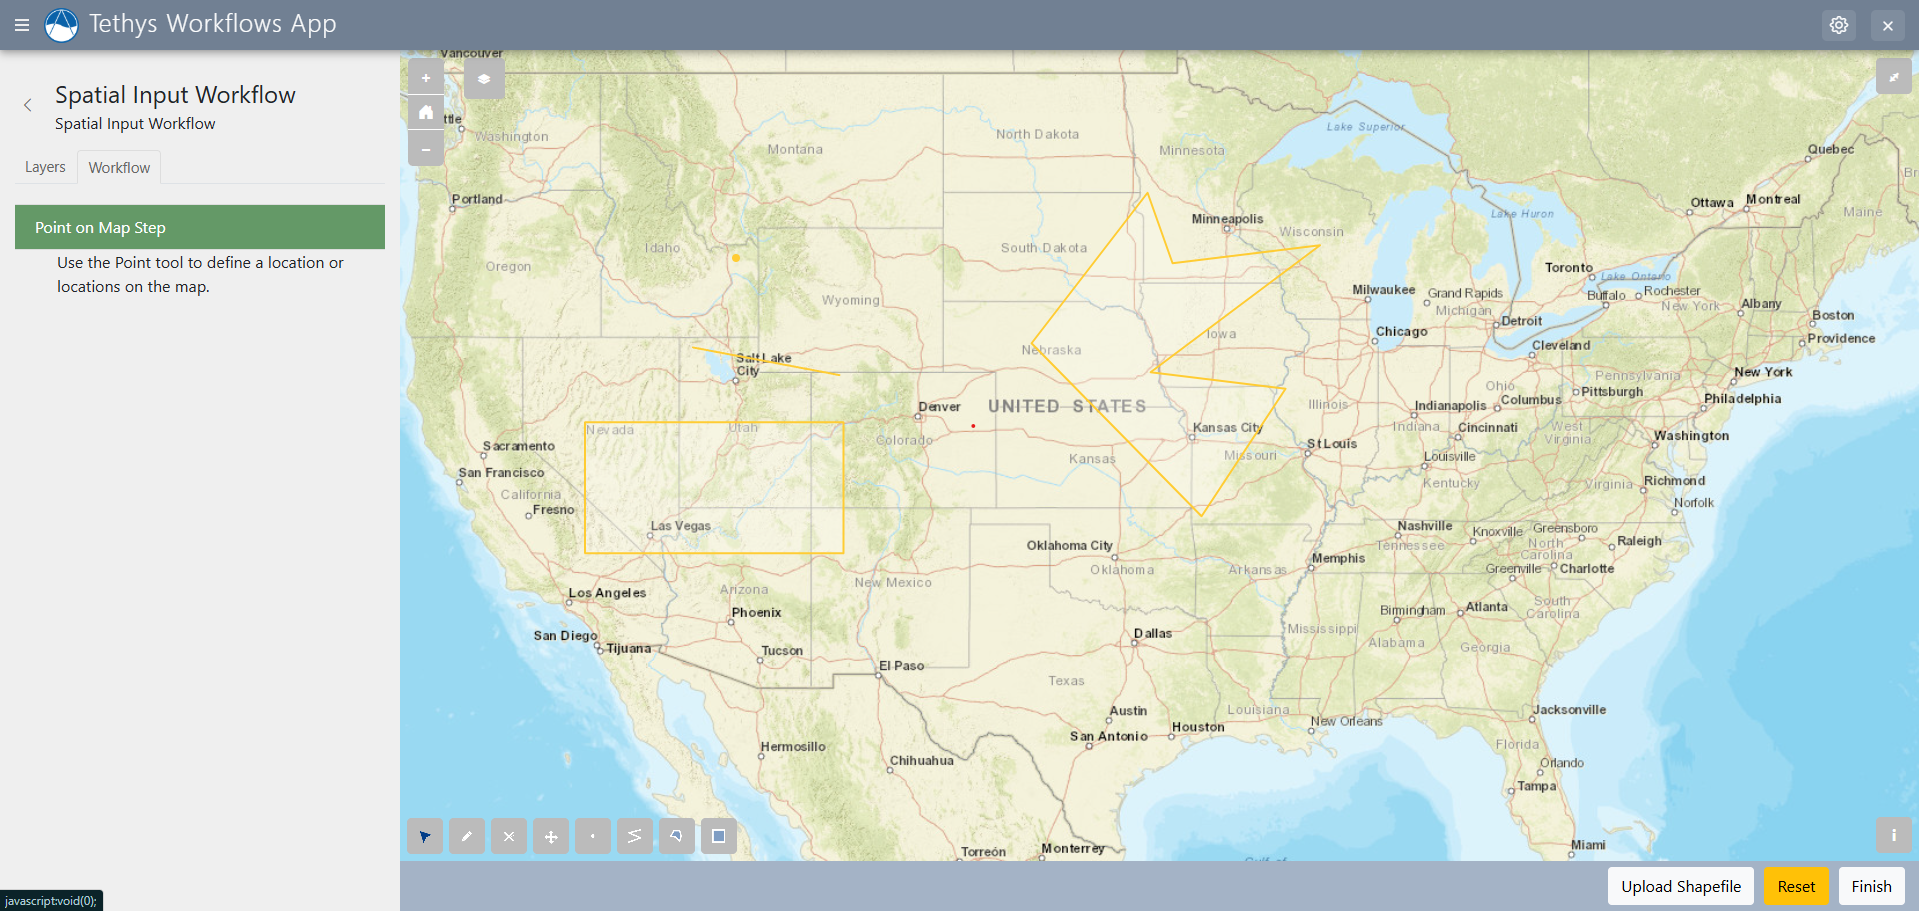 Tethys Workflows App
Spatial Input Workflow
Spatial Input Workflow
Layers
Workflow
Point on Map Step
Use the Point tool to define a location or
locations on the map.
Vancouver
ttle
Washington
Portland
Oregon
Idaho
Montana
North Dakota
Minnesota
Lake Superior
Quebec
Br
Ottawa
Montreal
Maine
Minneapolis
Wisconsin
Lake Huron
South Dakota
Wyoming
Toronto
Lake Ontario
Milwaukee
Grand Rapids
Michigan
Buffalo
Rochester
New York
Albany
Boston
Providence
Detroit
Chicago
Iowa
Nebraska
Cleveland
Salt Lake
City
New York
Pennsylvania
Pittsburgh
Philadelphia
Ohio
Columbus
Denver
UNITED STATES
Illinois
Indianapolis
Indiana
Cincinnati
West
Virginia
Washington
Nevada
Utah
Colorado
Kansas City
Kansas
Missouri
St Louis
Louisville
Kentucky
Virginia
Richmond
Norfolk
Sacramento
San Francisco
California
Fresno
Las Vegas
Nashville
Tennessee
Knoxville
Greensboro
North
Carolina
Raleigh
Oklahoma City
Oklahoma
Arkansas
Memphis
Greenville
Charlotte
New Mexico
Arizona
Los Angeles
Phoenix
Birmingham
Atlanta
South
Carolina
San Diego
Tijuana
Tucson
El Paso
Dallas
Mississippi
Alabama
Georgia
Texas
Austin
Louisiana
New Orleans
Jacksonville
San Antonio
Houston
Hermosillo
Chihuahua
Florida
Orlando
Tampa
Torreón
Monterrey
Gulf of
Miami
Upload Shapefile
Reset
Finish
javascript:void(0);